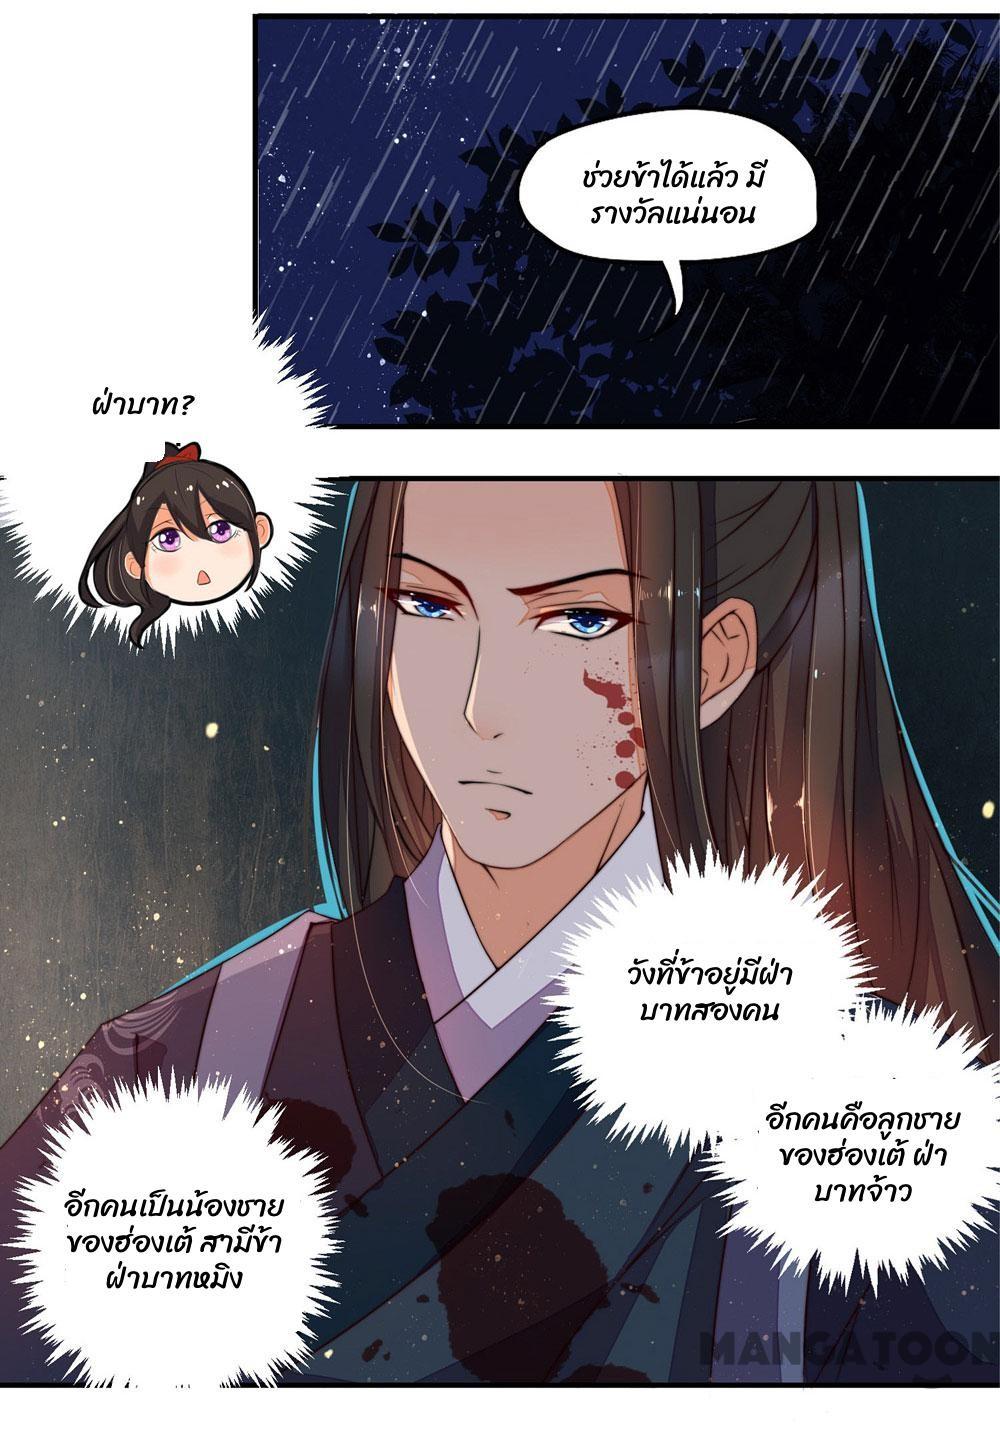 ช่วยข้าได้แล้ว มี
รางวัลแน่นอน
ฝ่าบาท?
วังที่ข้าอยู่มีฝ่า
บาทสองคน
อีกคนคือลูกชาย
ของฮ่องเต้ ฝ่า
บาทจ้าว
อีกคนเป็นน้องชาย
ของฮ่องเต้ สามีข้า
ฝ่าบาทหมิง
MANGATOON